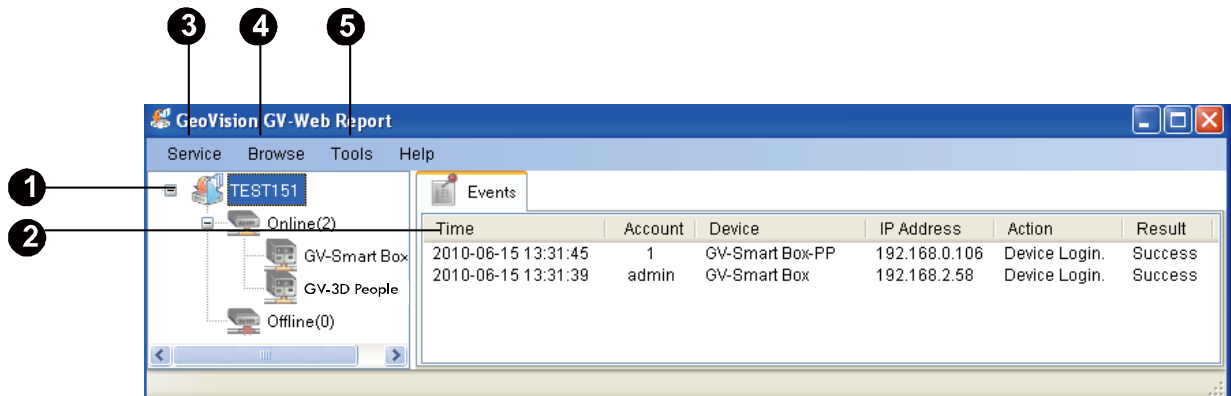 3 4 5
GeoVision GV-Web Report
Service Browse Tools Help
1
TEST151
Events
2
Online(2)
GV-Smart Box
GV-3D People
Offline(0)
Time Account Device IP Address Action Result
2010-06-15 13:31:45 1 GV-Smart Box-PP 192.168.0.106 Device Login. Success
2010-06-15 13:31:39 admin GV-Smart Box 192.168.2.58 Device Login. Success